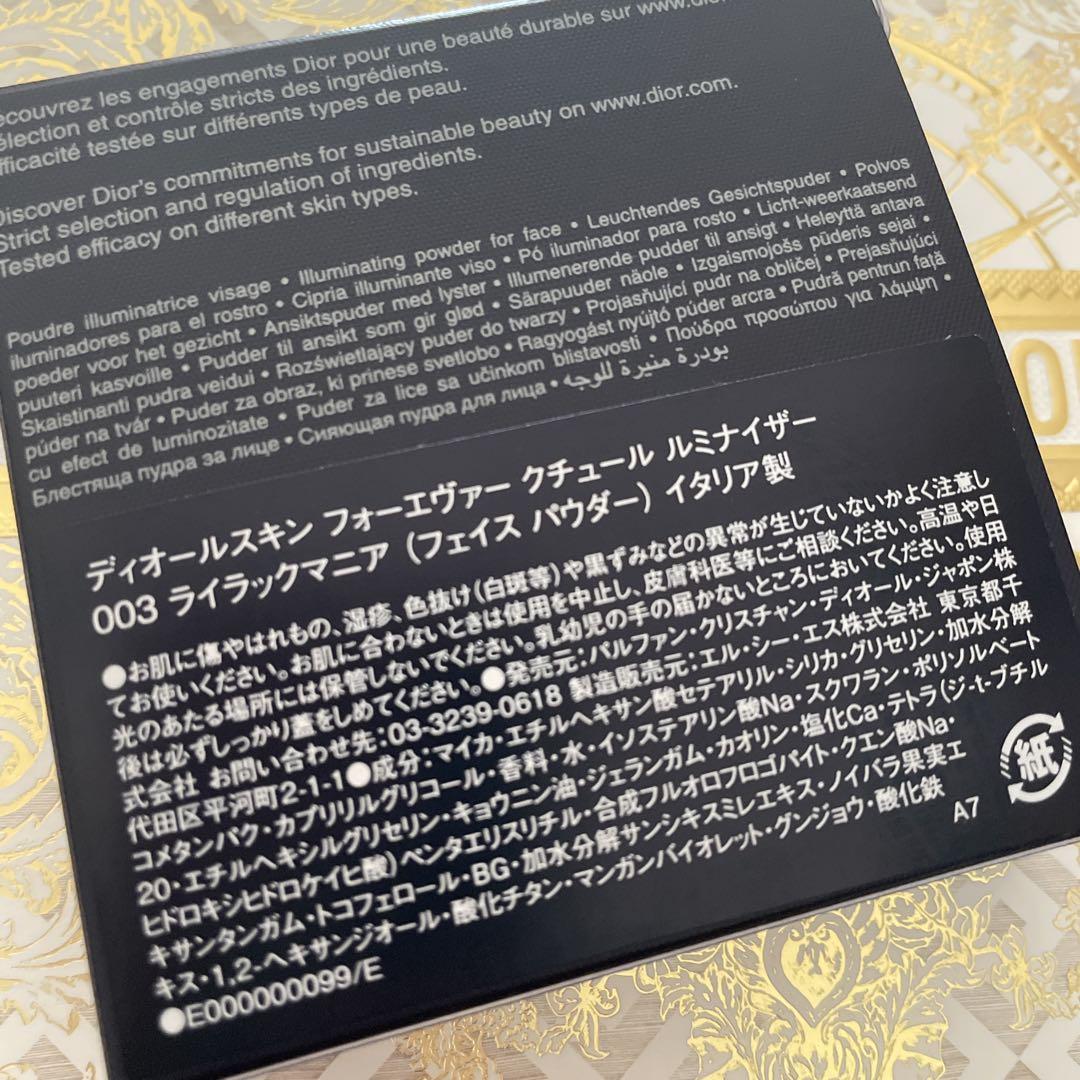 écouvrez les engagements Dior pour une beauté durable sur www.dior.
élection et contrôle stricts des ingrédients.
fficacité testée sur différents types de peau.
Discover Dior's commitments for sustainable beauty on www.dior.com.
Strict selection and regulation of ingredients.
Tested efficacy on different skin types.
Poudre illuminatrice visage • Illuminating powder for face • Leuchtendes Gesichtspuder • Polvos
iluminadores para el rostro • Cipria illuminante viso • Pó iluminador para rosto • Licht-weerkaatsend
poeder voor het gezicht • Ansiktspuder med lyster • Illumenerende pudder til ansigt • Heleyttä antava
puuteri kasvoille • Pudder til ansikt som gir glød • Särapuuder näole • Izgaismojošs pūderis sejai •
Skaistinanti pudra veidui • Rozświetlający puder do twarzy • Projasňující pudr na obličej • Prejasňujúci
púder na tvár • Puder za obraz, ki prinese svetlobo • Ragyogást nyújtó púder arcra • Pudră pentrun față
cu efect de luminozitate • Puder za lice sa učinkom blistavosti • Πούδρα προσώπου για λάμψη •
Блестяща пудра за лице • Сияющая пудра для лица • بودرة منيرة للوجه
ディオールスキン フォーエヴァー クチュール ルミナイザー
003 ライラックマニア (フェイス パウダー) イタリア製
●お肌に傷やはれもの、湿疹、色抜け(白斑等)や黒ずみなどの異常が生じていないかよく注意し
てお使いください。お肌に合わないときは使用を中止し、皮膚科医等にご相談ください。高温や日
光のあたる場所には保管しないでください。乳幼児の手の届かないところにおいてください。使用
後は必ずしっかり蓋をしめてください。●発売元:パルファン・クリスチャン・ディオール・ジャポン株
式会社 お問い合わせ先:03-3239-0618 製造販売元:エル・シー・エス株式会社 東京都千
代田区平河町2-1-1●成分:マイカ・エチルヘキサン酸セテアリル・シリカ・グリセリン・加水分解
コメタンパク・カプリリルグリコール・香料・水・イソステアリン酸Na・スクワラン・ポリソルベート
20・エチルヘキシルグリセリン・キョウニン油・ジェランガム・カオリン・塩化Ca・テトラ(ジ-t-ブチル
ヒドロキシヒドロケイヒ酸)ペンタエリスリチル・合成フルオロフロゴパイト・クエン酸Na・
キサンタンガム・トコフェロール・BG・加水分解サンシキスミレエキス・ノイバラ果実エ
キス・1,2-ヘキサンジオール・酸化チタン・マンガンバイオレット・グンジョウ・酸化鉄
●E000000099/E
A7
紙